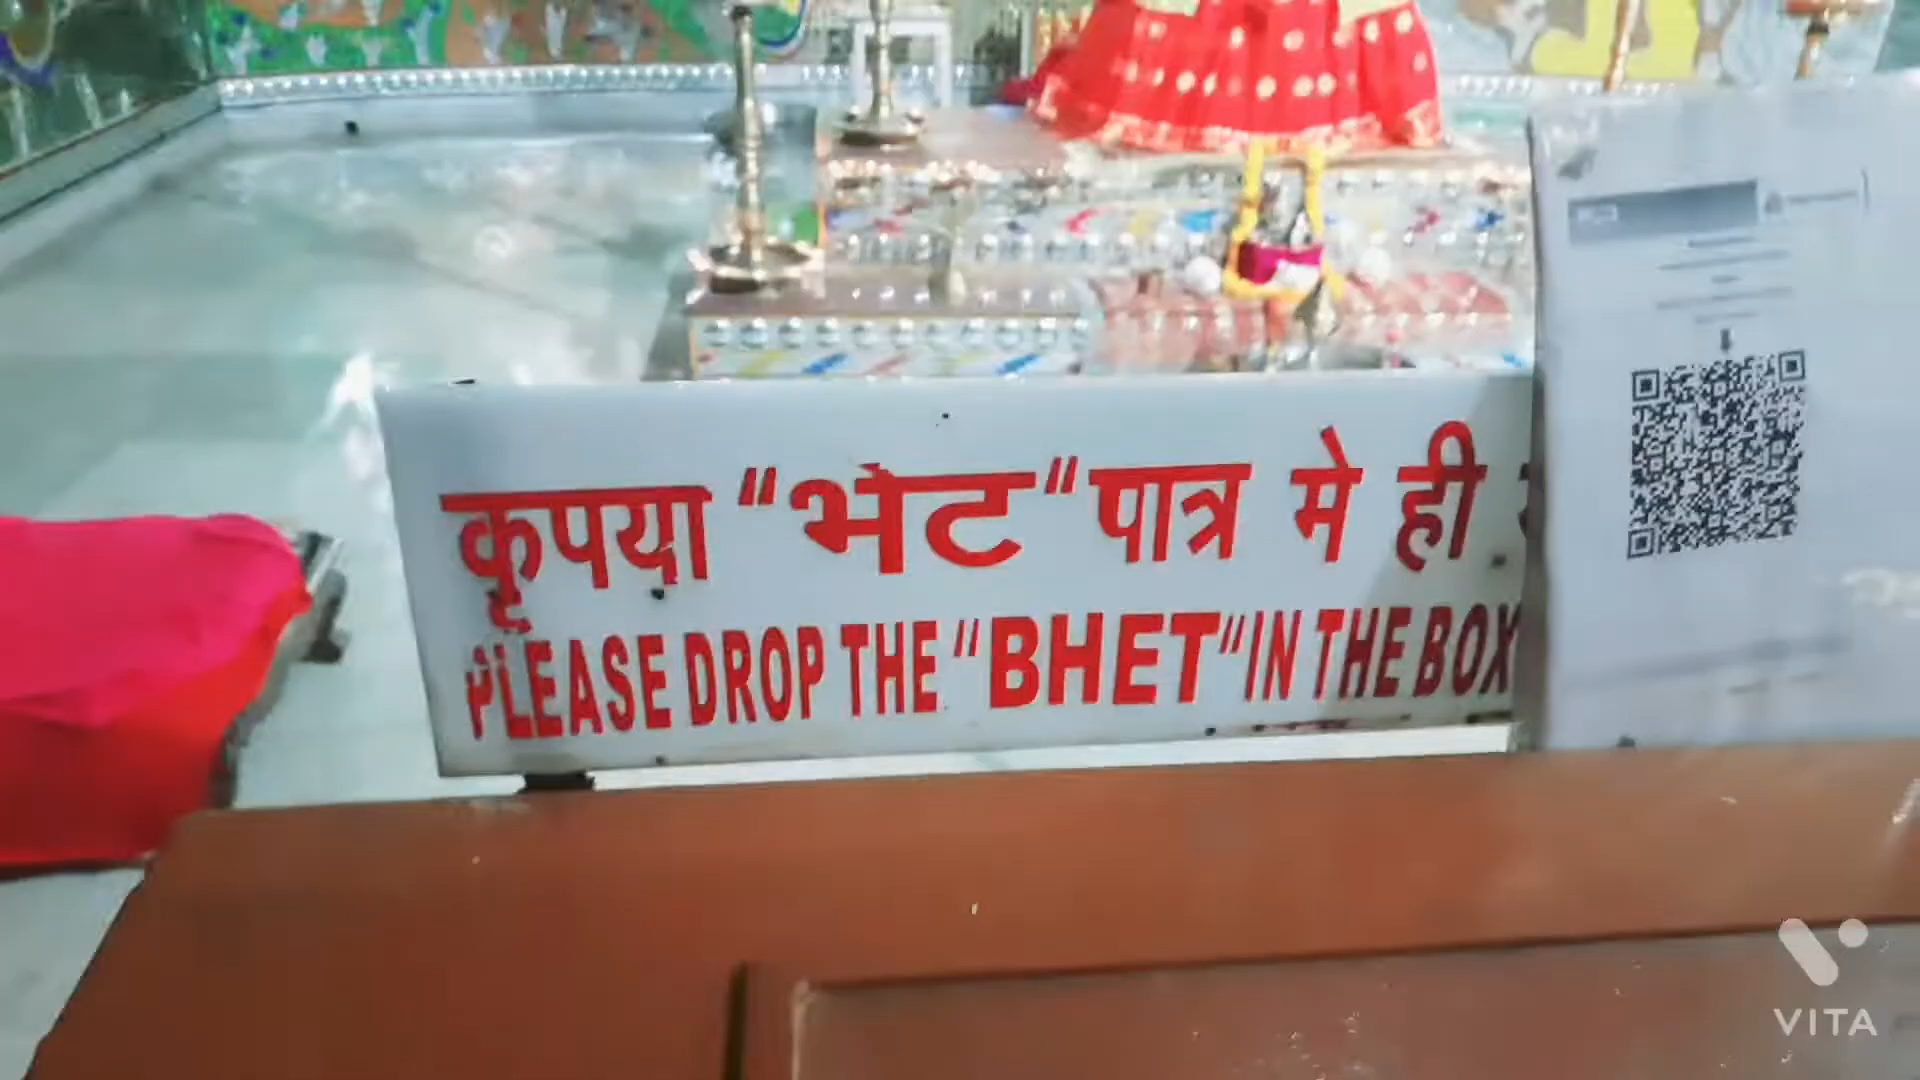 कृपया “भेट“ पात्र मे ही
PLEASE DROP THE “BHET“ IN THE BOX
VITA